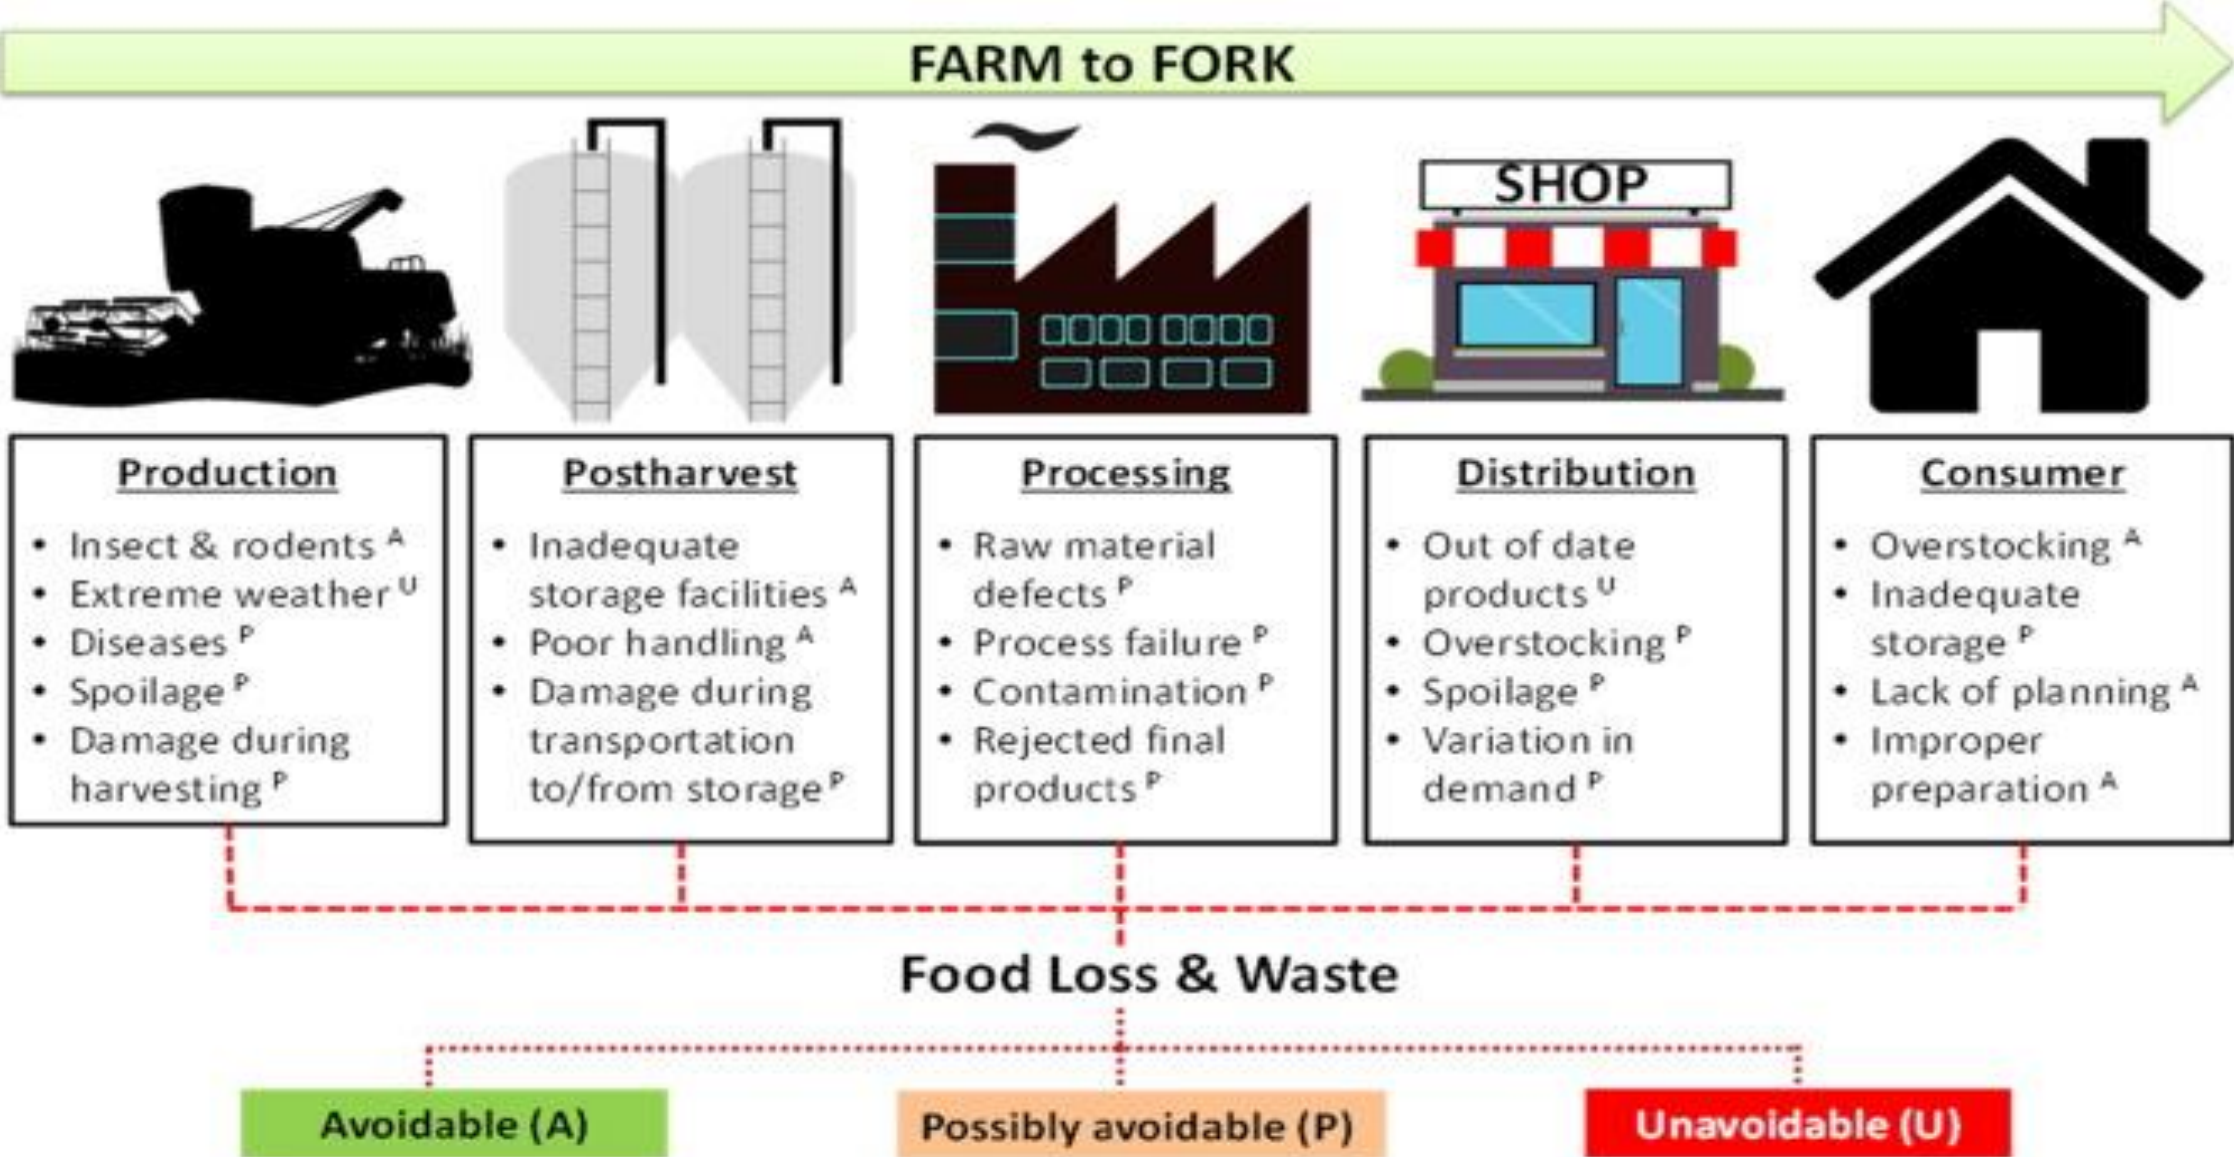 FARM to FORK
SHOP
Production
• Insect & rodents ᴬ
• Extreme weather ᵁ
• Diseases ᴾ
• Spoilage ᴾ
• Damage during
harvesting ᴾ
Postharvest
• Inadequate
storage facilities ᴬ
• Poor handling ᴬ
• Damage during
transportation
to/from storage ᴾ
Processing
• Raw material
defects ᴾ
• Process failure ᴾ
• Contamination ᴾ
• Rejected final
products ᴾ
Distribution
• Out of date
products ᵁ
• Overstocking ᴾ
• Spoilage ᴾ
• Variation in
demand ᴾ
Consumer
• Overstocking ᴬ
• Inadequate
storage ᴾ
• Lack of planning ᴬ
• Improper
preparation ᴬ
Food Loss & Waste
Avoidable (A)
Possibly avoidable (P)
Unavoidable (U)